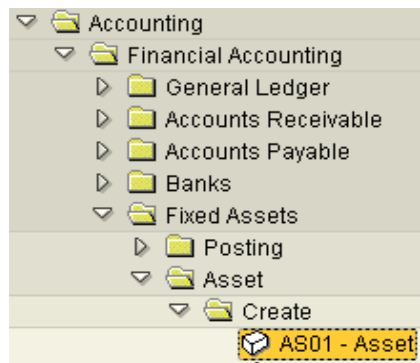 Accounting
Financial Accounting
General Ledger
Accounts Receivable
Accounts Payable
Banks
Fixed Assets
Posting
Asset
Create
AS01 - Asset